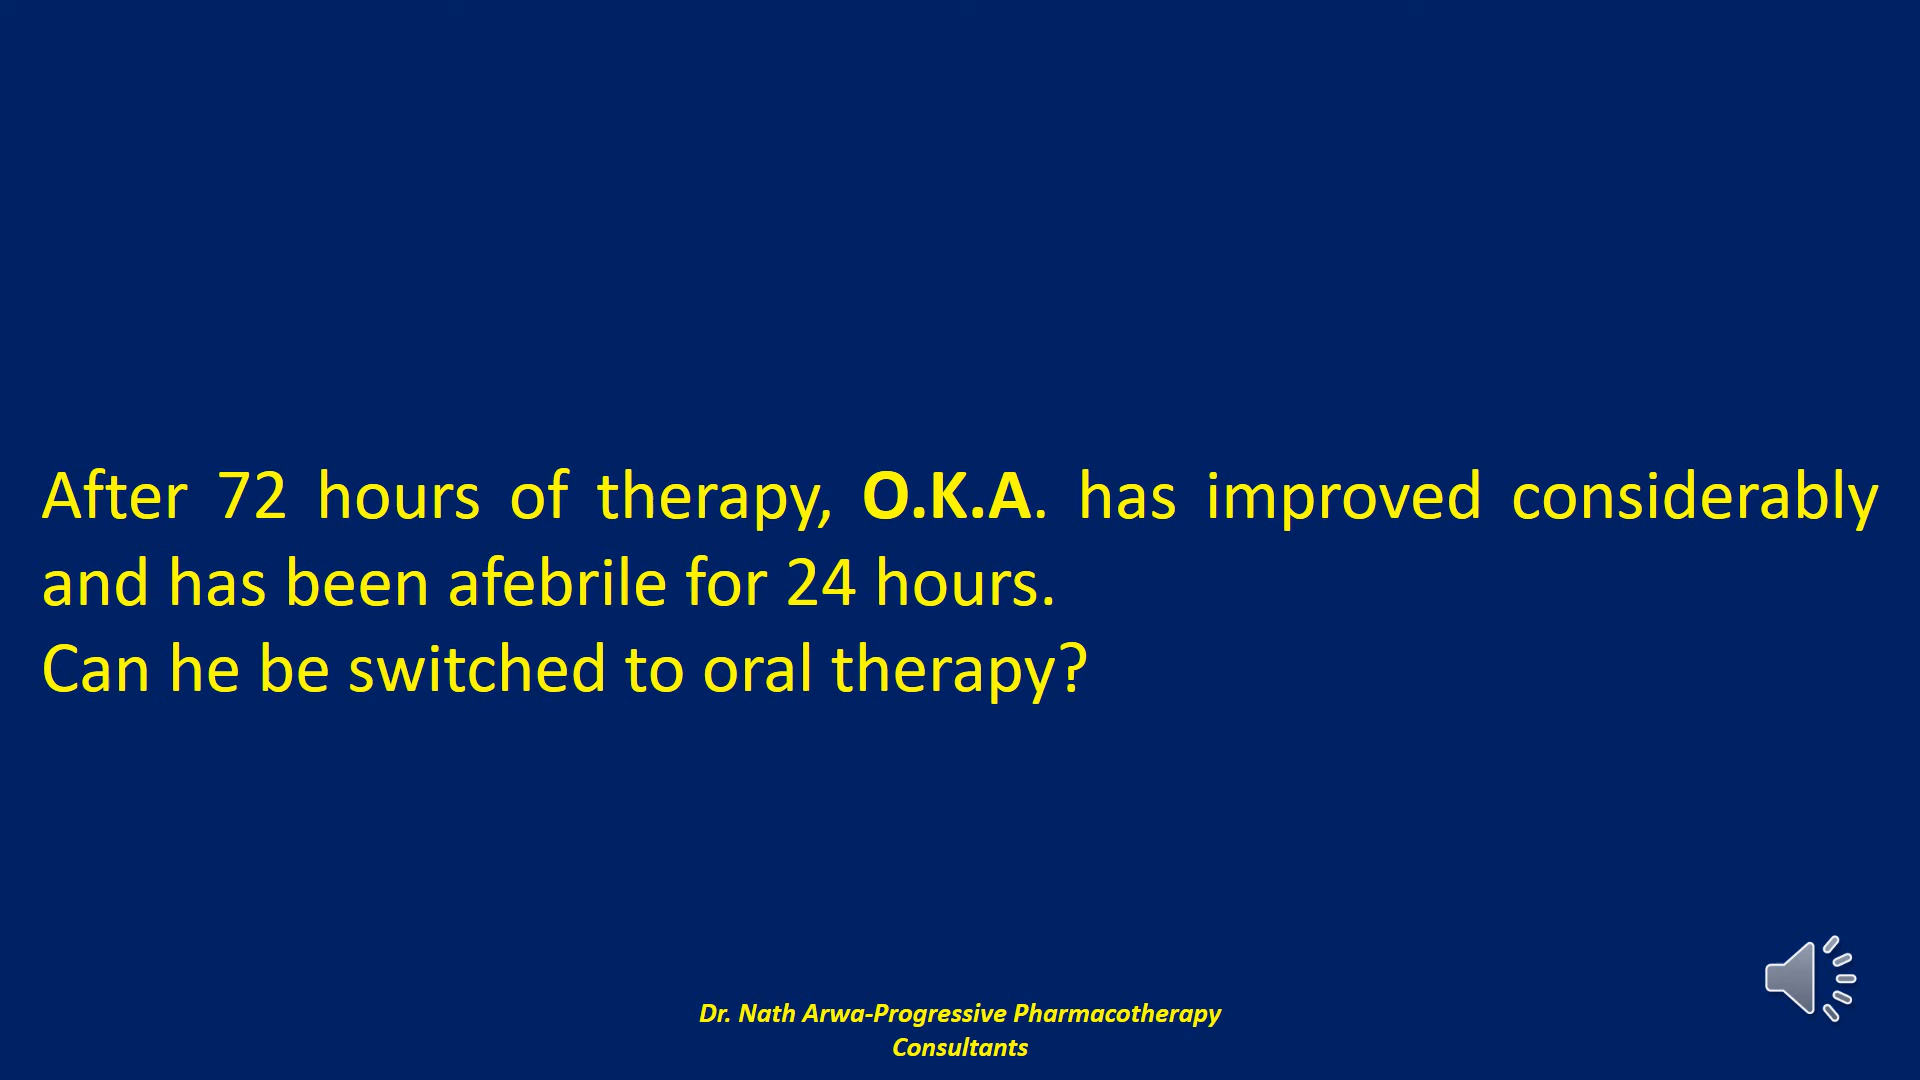 After 72 hours of therapy, O.K.A. has improved considerably
and has been afebrile for 24 hours.
Can he be switched to oral therapy?
Dr. Nath Arwa-Progressive Pharmacotherapy
Consultants